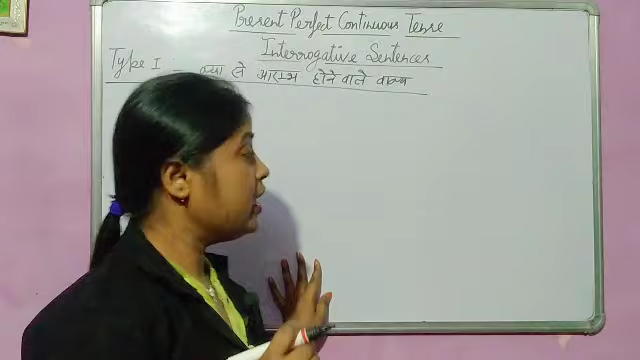 Present Perfect Continuous Tense
Interrogative Sentences
Type I क्या से आरम्भ होने वाले वाक्य